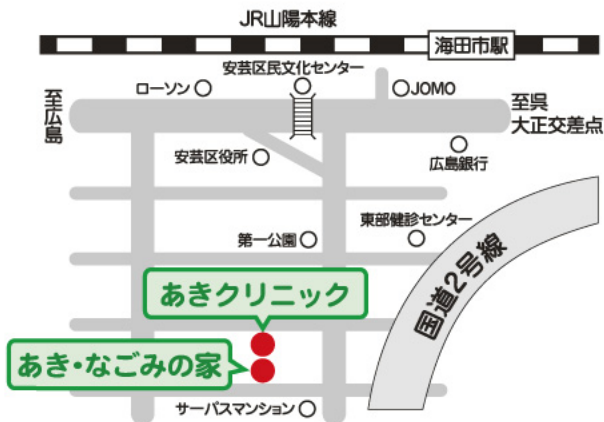 JR山陽本線
海田市駅
安芸区民文化センター
ローソン
JOMO
至広島
至呉
大正交差点
安芸区役所
広島銀行
東部健診センター
第一公園
国道2号線
あきクリニック
あき・なごみの家
サーパスマンション